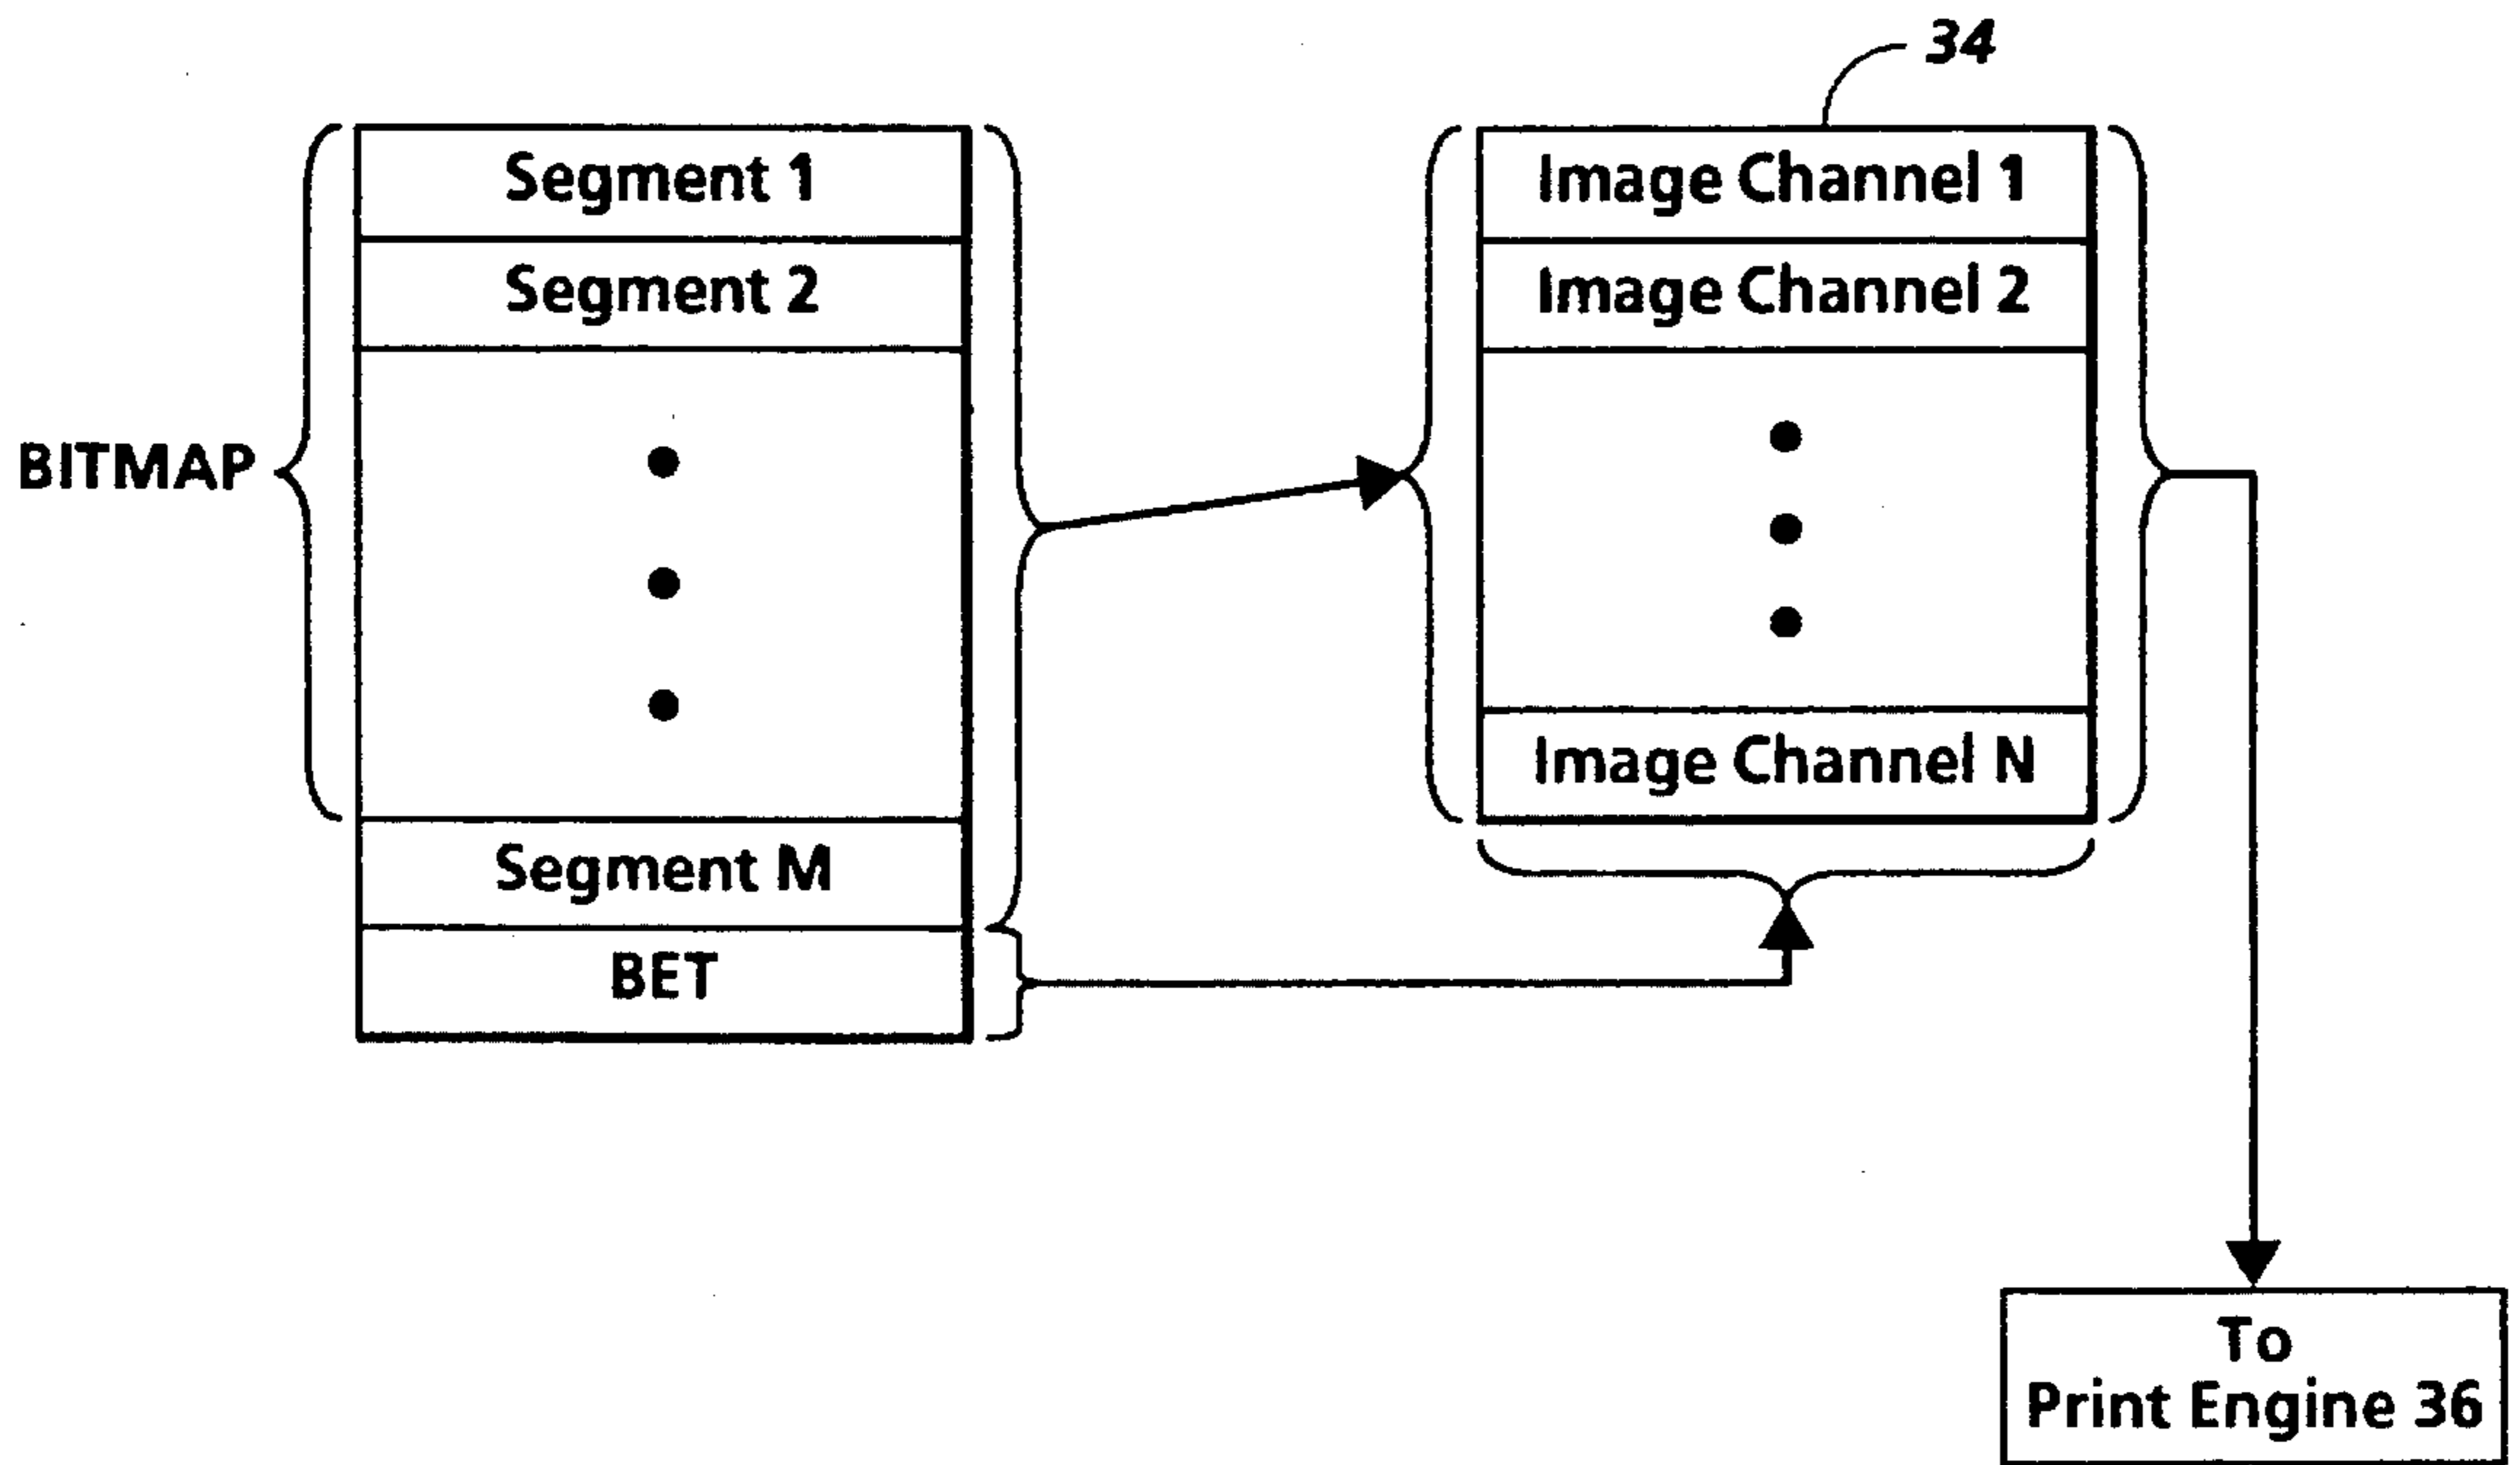 34
BITMAP
Segment 1
Segment 2
Segment M
BET
Image Channel 1
Image Channel 2
Image Channel N
To
Print Engine 36